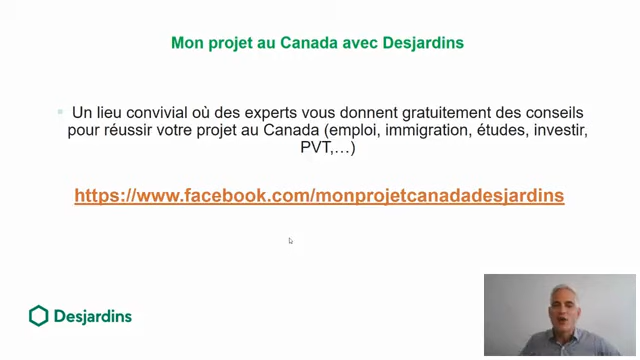 Mon projet au Canada avec Desjardins
Un lieu convivial où des experts vous donnent gratuitement des conseils
pour réussir votre projet au Canada (emploi, immigration, études, investir,
PVT,…)
https://www.facebook.com/monprojetcanadadesjardins
Desjardins